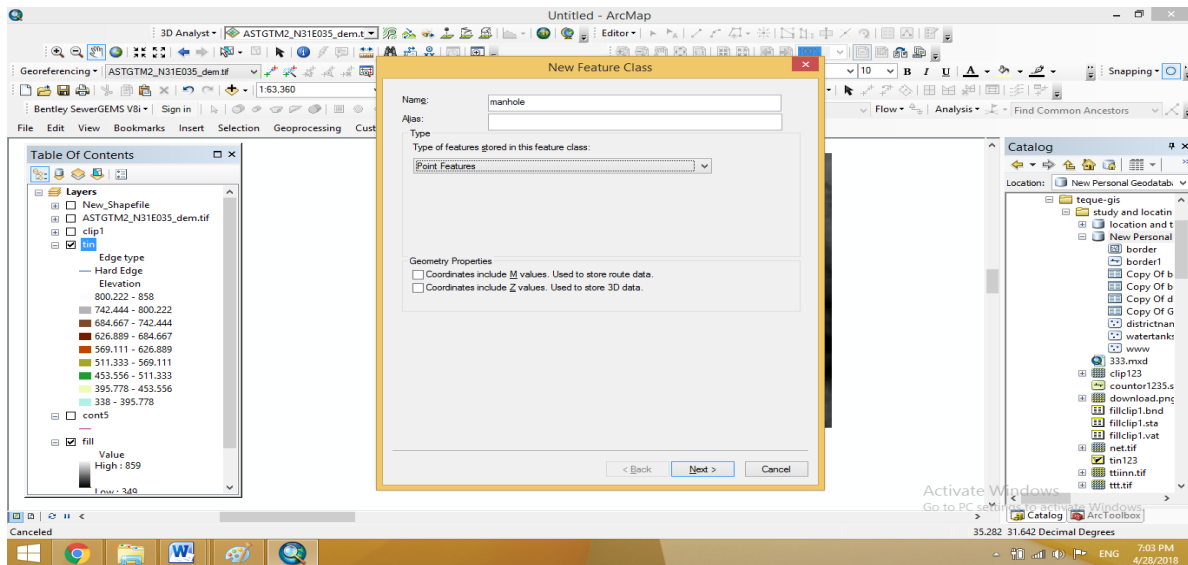 Untitled - ArcMap
3D Analyst ASTGTM2_N31E035_dem.t Editor
Georeferencing ASTGTM2_N31E035_dem.tif 10 B I U A Snapping
1:63,360
Bentley SewerGEMS V8i Sign in Flow Analysis Find Common Ancestors
File Edit View Bookmarks Insert Selection Geoprocessing Cust
Table Of Contents
Layers
New_Shapefile
ASTGTM2_N31E035_dem.tif
clip1
tin
Edge type
Hard Edge
Elevation
800.222 - 858
742.444 - 800.222
684.667 - 742.444
626.889 - 684.667
569.111 - 626.889
511.333 - 569.111
453.556 - 511.333
395.778 - 453.556
338 - 395.778
cont5
fill
Value
High : 859
Low : 349
New Feature Class
Name: manhole
Alias:
Type
Type of features stored in this feature class:
Point Features
Geometry Properties
Coordinates include M values. Used to store route data.
Coordinates include Z values. Used to store 3D data.
< Back Next > Cancel
Catalog
Location: New Personal Geodatab
teque-gis
study and locatin
location and t
New Personal
border
border1
Copy Of b
Copy Of b
Copy Of d
Copy Of G
districtnan
watertanks
www
333.mxd
clip123
countor1235.s
download.png
fillclip1.bnd
fillclip1.sta
fillclip1.vat
net.tif
tin123
ttiinn.tif
ttt.tif
Activate Windows
Go to PC settings to activate Windows.
Catalog ArcToolbox
Canceled
35.282 31.642 Decimal Degrees
ENG 7:03 PM
4/28/2018